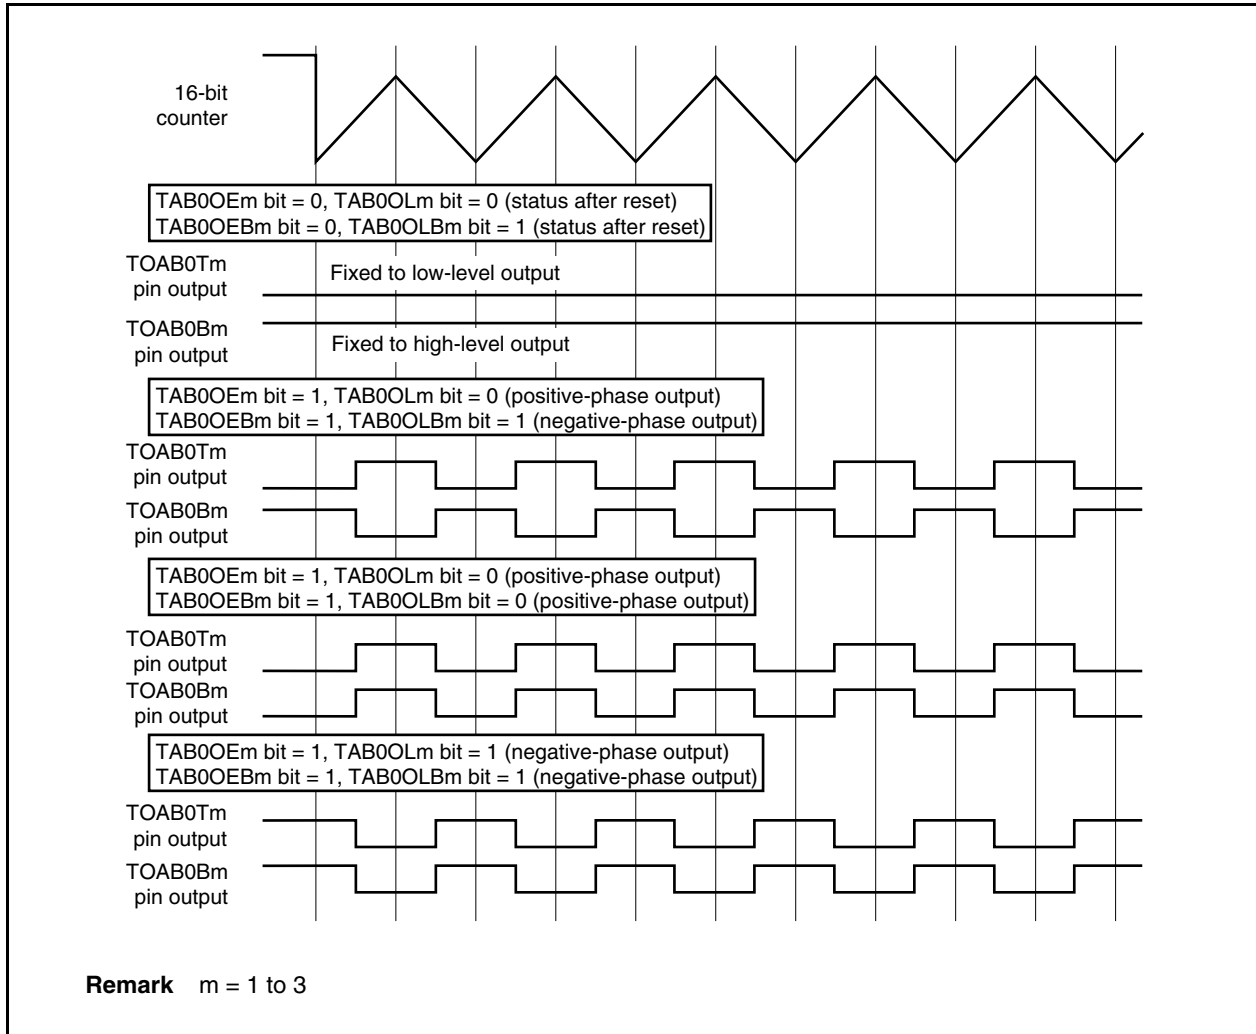 16-bit
counter
TAB0OEm bit = 0, TAB0OLm bit = 0 (status after reset)
TAB0OEBm bit = 0, TAB0OLBm bit = 1 (status after reset)
TOAB0Tm
pin output
Fixed to low-level output
TOAB0Bm
pin output
Fixed to high-level output
TAB0OEm bit = 1, TAB0OLm bit = 0 (positive-phase output)
TAB0OEBm bit = 1, TAB0OLBm bit = 1 (negative-phase output)
TOAB0Tm
pin output
TOAB0Bm
pin output
TAB0OEm bit = 1, TAB0OLm bit = 0 (positive-phase output)
TAB0OEBm bit = 1, TAB0OLBm bit = 0 (positive-phase output)
TOAB0Tm
pin output
TOAB0Bm
pin output
TAB0OEm bit = 1, TAB0OLm bit = 1 (negative-phase output)
TAB0OEBm bit = 1, TAB0OLBm bit = 1 (negative-phase output)
TOAB0Tm
pin output
TOAB0Bm
pin output
Remark m = 1 to 3